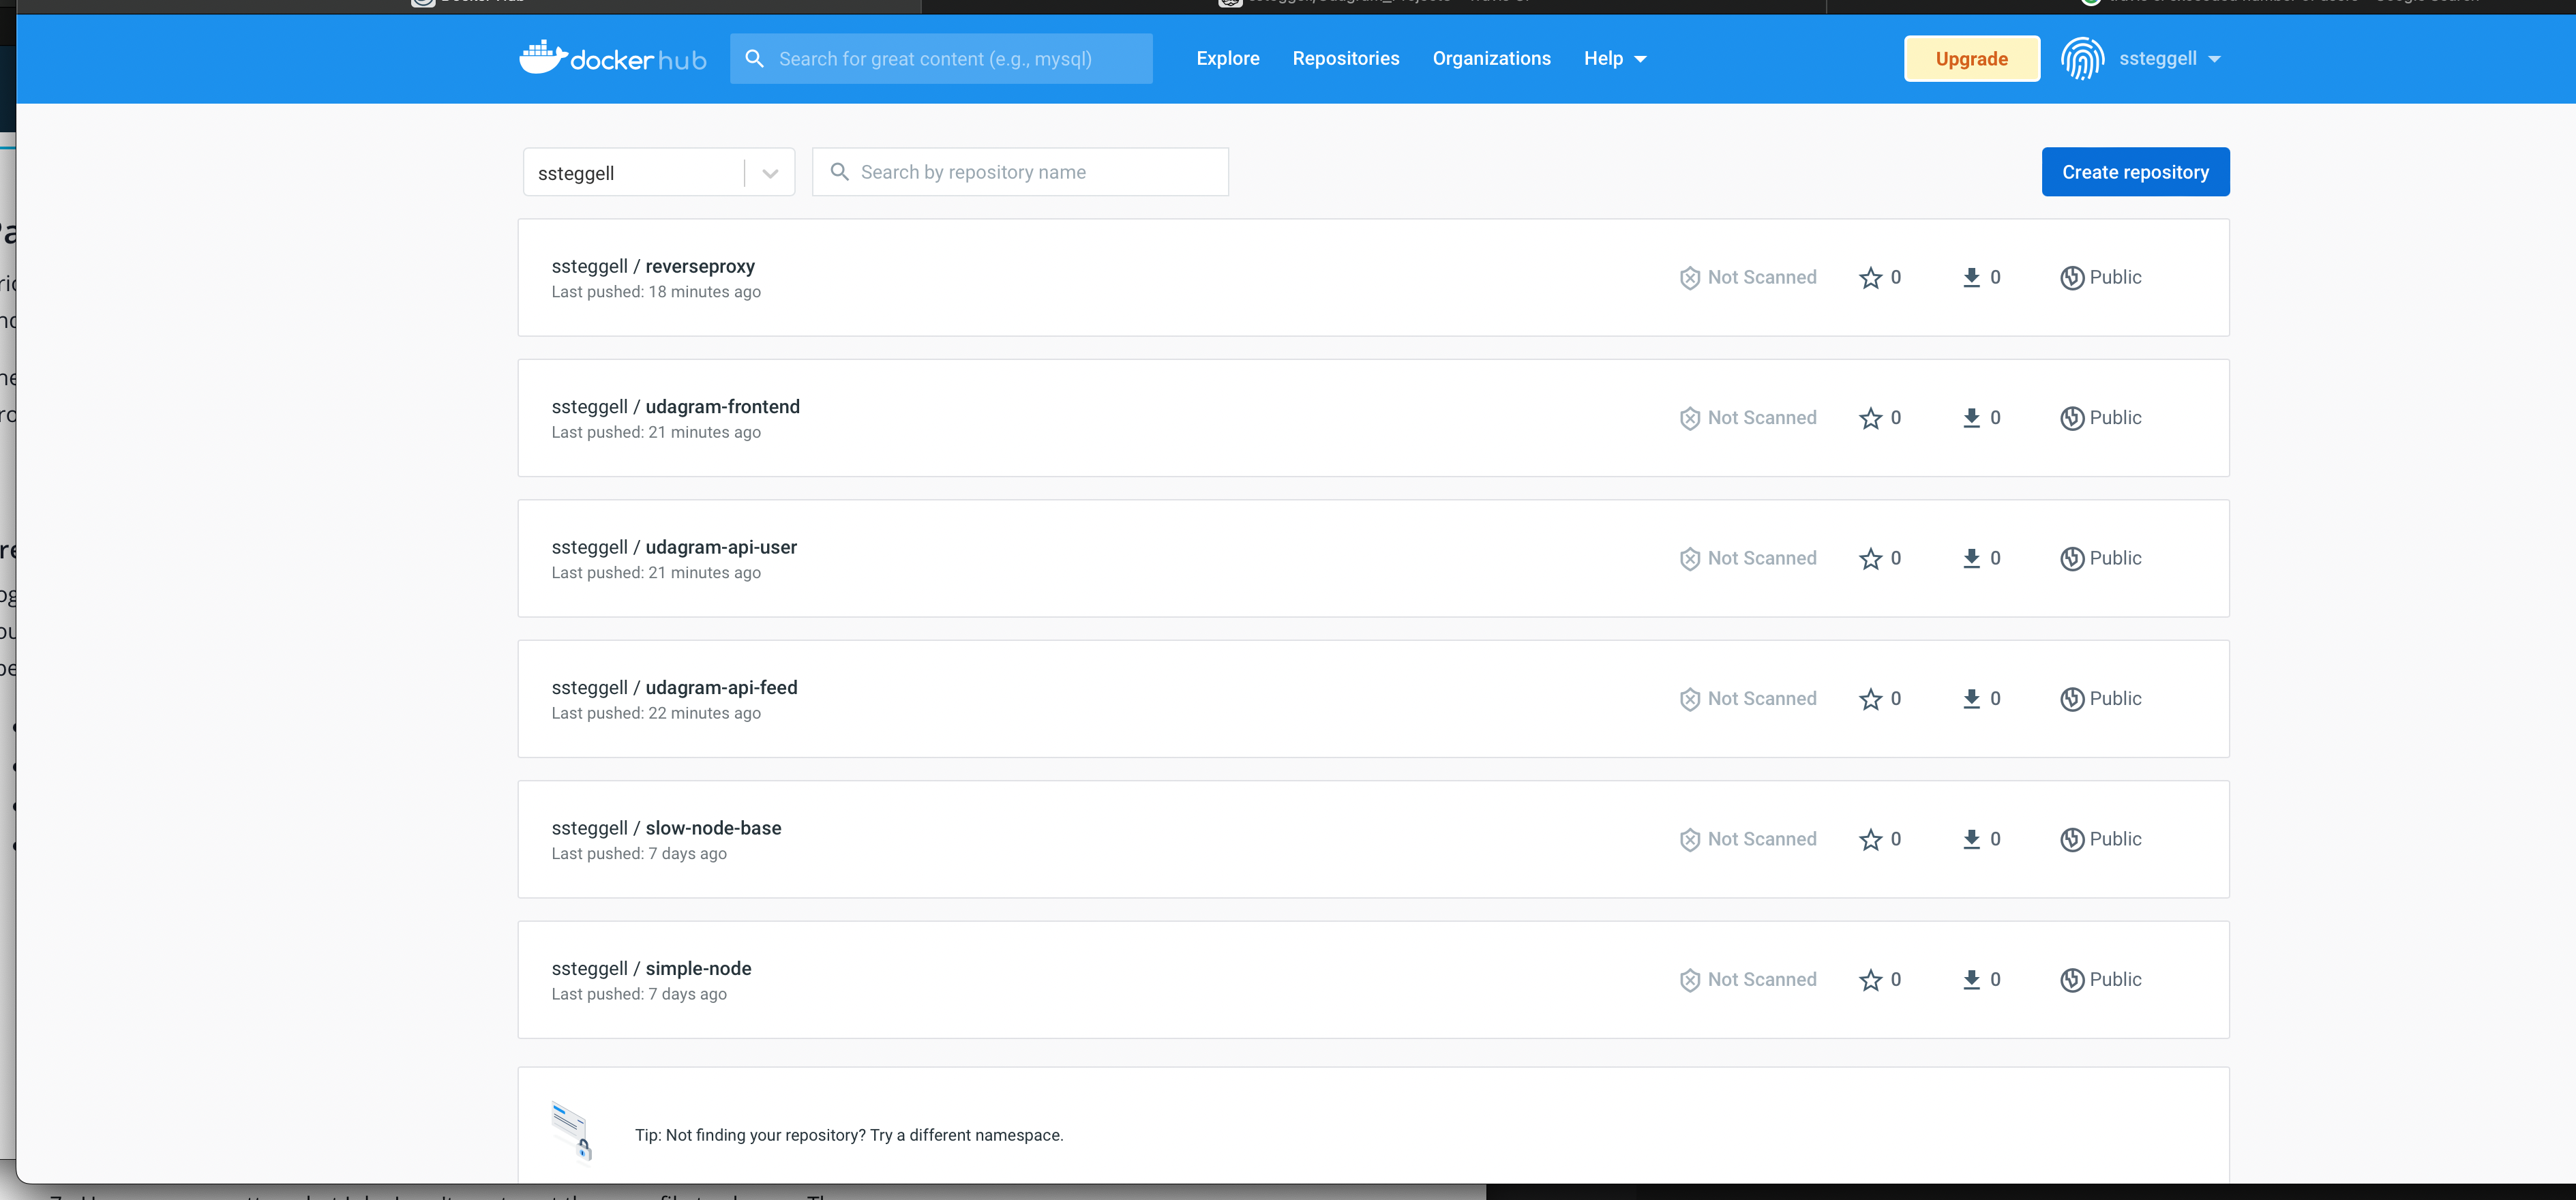 Docker Hub
dockerhub
Search for great content (e.g., mysql)
Explore
Repositories
Organizations
Help
Upgrade
ssteggell
ssteggell
Search by repository name
Create repository
ssteggell / reverseproxy
Last pushed: 18 minutes ago
Not Scanned
0
0
Public
ssteggell / udagram-frontend
Last pushed: 21 minutes ago
Not Scanned
0
0
Public
ssteggell / udagram-api-user
Last pushed: 21 minutes ago
Not Scanned
0
0
Public
ssteggell / udagram-api-feed
Last pushed: 22 minutes ago
Not Scanned
0
0
Public
ssteggell / slow-node-base
Last pushed: 7 days ago
Not Scanned
0
0
Public
ssteggell / simple-node
Last pushed: 7 days ago
Not Scanned
0
0
Public
Tip: Not finding your repository? Try a different namespace.